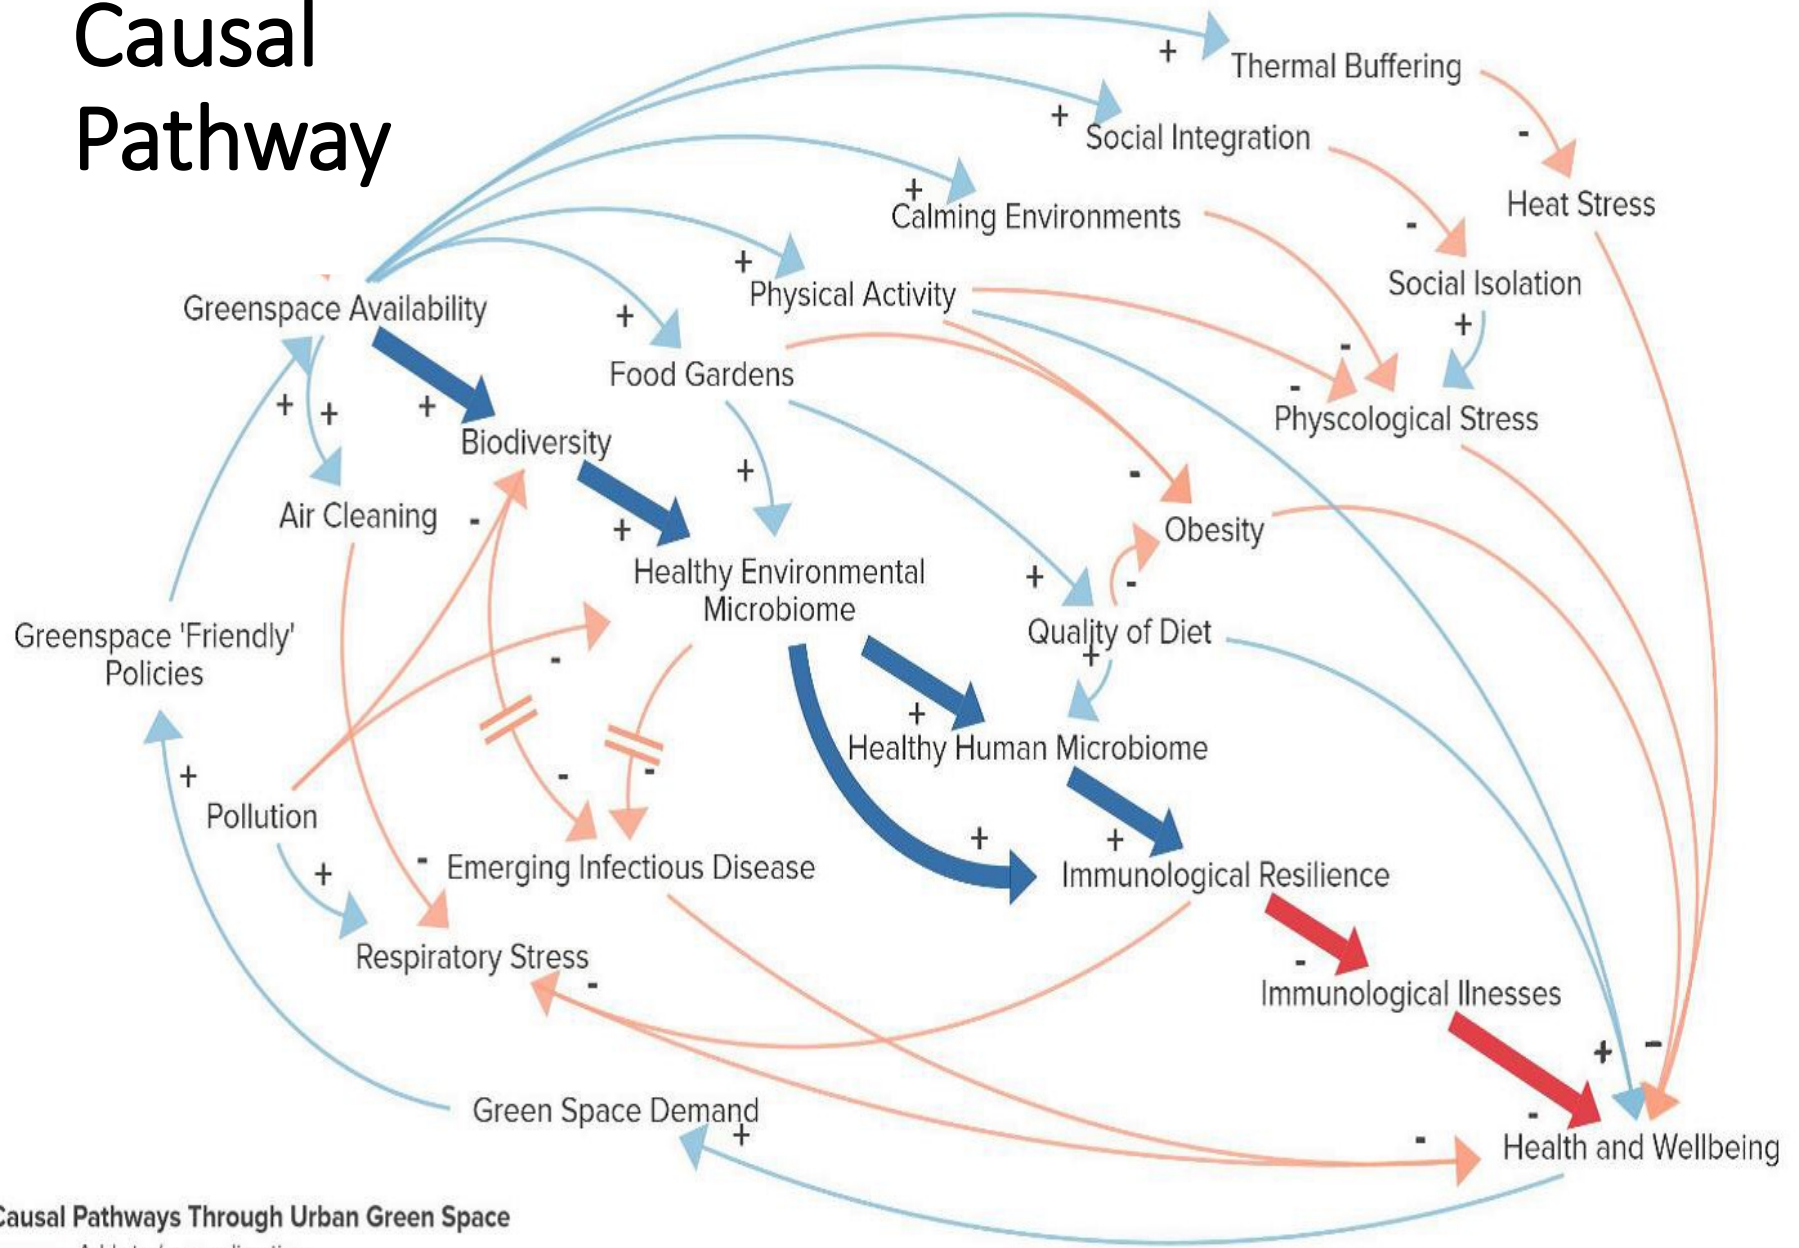 Causal
Pathway
+
Thermal Buffering
+
Social Integration
-
+
Calming Environments
Heat Stress
-
+
Physical Activity
Social Isolation
Greenspace Availability
+
+
-
Food Gardens
-
Physcological Stress
+
+
+
Biodiversity
+
-
Air Cleaning
-
Obesity
+
Healthy Environmental
Microbiome
+
-
Greenspace 'Friendly'
Policies
-
Quality of Diet
+
+
Healthy Human Microbiome
+
-
-
Pollution
+
-
Emerging Infectious Disease
+
+
Immunological Resilience
Respiratory Stress
-
-
Immunological Ilnesses
+
-
Green Space Demand
+
-
-
Health and Wellbeing
Causal Pathways Through Urban Green Space